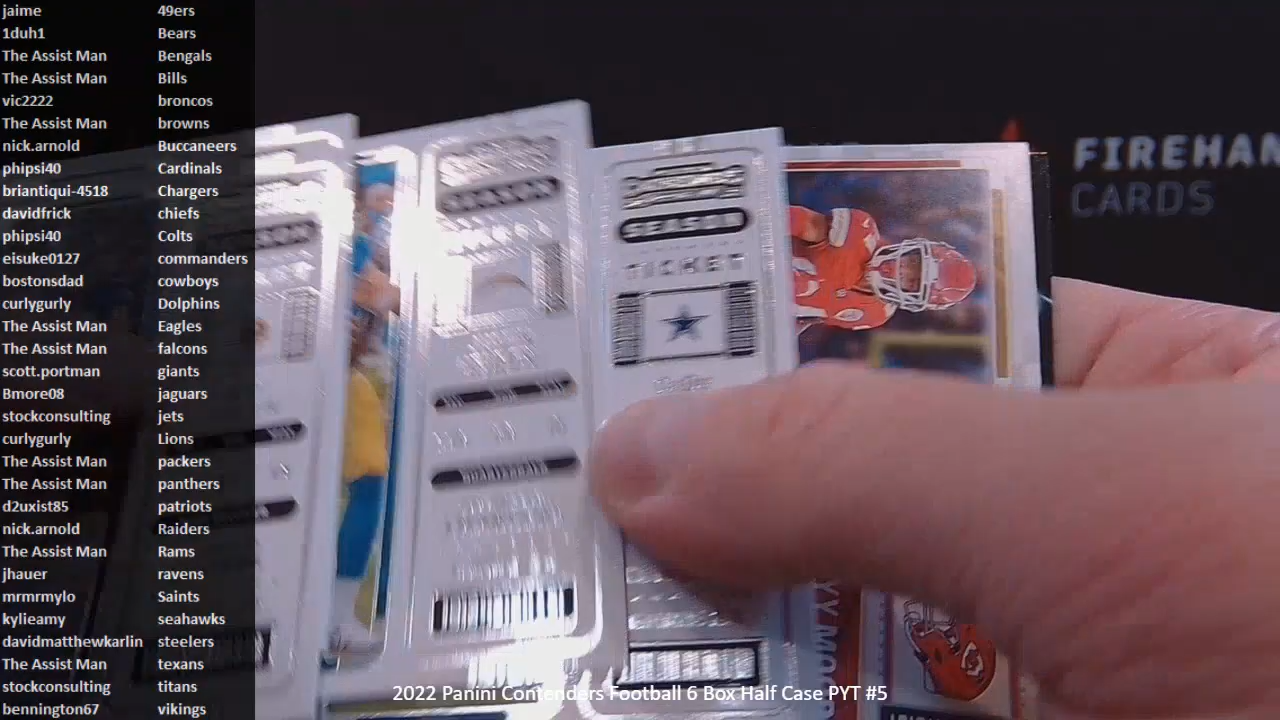 jaime 49ers
1duh1 Bears
The Assist Man Bengals
The Assist Man Bills
vic2222 broncos
The Assist Man browns
nick.arnold Buccaneers
phipsi40 Cardinals
briantiqui-4518 Chargers
davidfrick chiefs
phipsi40 Colts
eisuke0127 commanders
bostonsdad cowboys
curlygurly Dolphins
The Assist Man Eagles
The Assist Man falcons
scott.portman giants
Bmore08 jaguars
stockconsulting jets
curlygurly Lions
The Assist Man packers
The Assist Man panthers
d2uxist85 patriots
nick.arnold Raiders
The Assist Man Rams
jhauer ravens
mrmrmylo Saints
kylieamy seahawks
davidmatthewkarlin steelers
The Assist Man texans
stockconsulting titans
bennington67 vikings
SEASON
SEASON
TICKET
FIREHAN
CARDS
2022 Panini Contenders Football 6 Box Half Case PYT #5